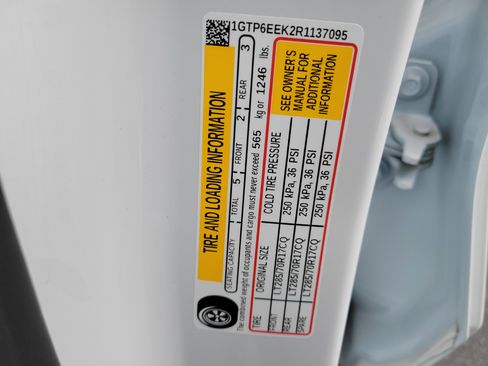 1GTP6EEK2R1137095
TIRE AND LOADING INFORMATION
SEATING CAPACITY TOTAL 5 FRONT 2 REAR 3
The combined weight of occupants and cargo must never exceed 565 kg or 1246 lbs.
TIRE ORIGINAL SIZE COLD TIRE PRESSURE
FRONT LT285/70R17CQ 250 kPa, 36 PSI
REAR LT285/70R17CQ 250 kPa, 36 PSI
SPARE LT285/70R17CQ 250 kPa, 36 PSI
SEE OWNER'S
MANUAL FOR
ADDITIONAL
INFORMATION